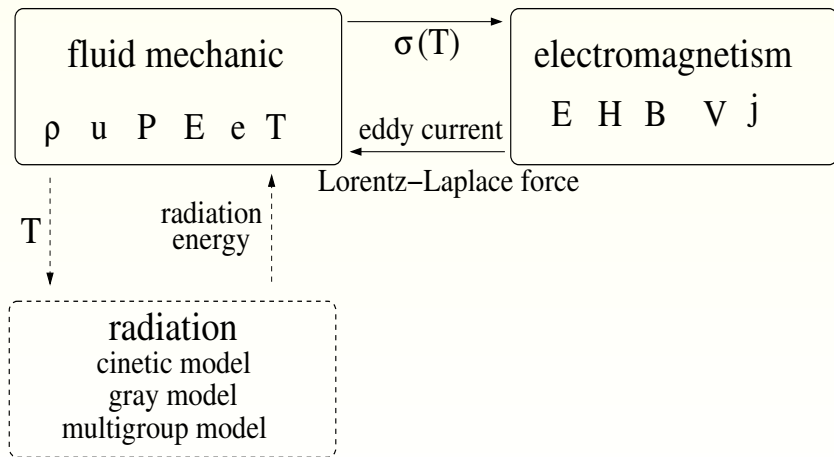 fluid mechanic
ρ u P E e T
σ(T)
electromagnetism
E H B V j
eddy current
Lorentz–Laplace force
T
radiation
energy
radiation
cinetic model
gray model
multigroup model